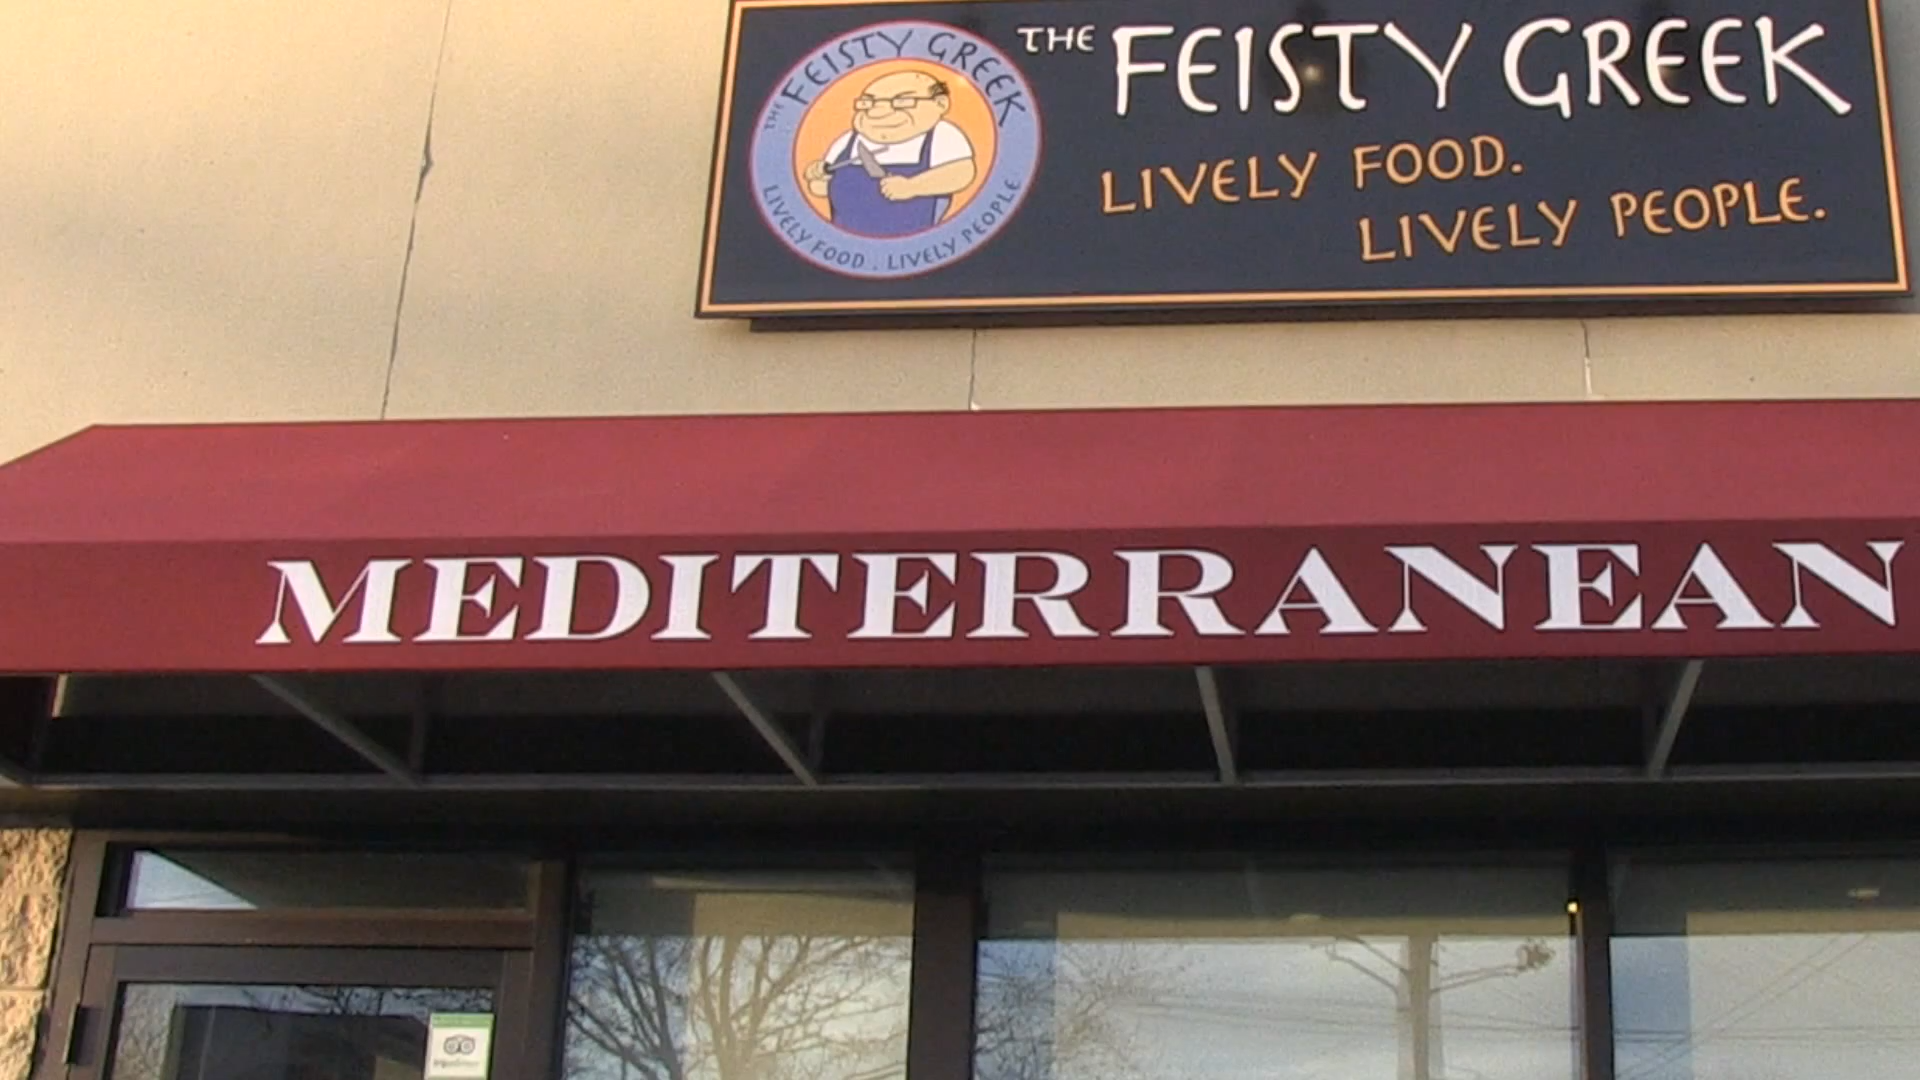 THE FEISTY GREEK
THE FEISTY GREEK
LIVELY FOOD.
LIVELY PEOPLE.
LIVELY FOOD . LIVELY PEOPLE
MEDITERRANEAN